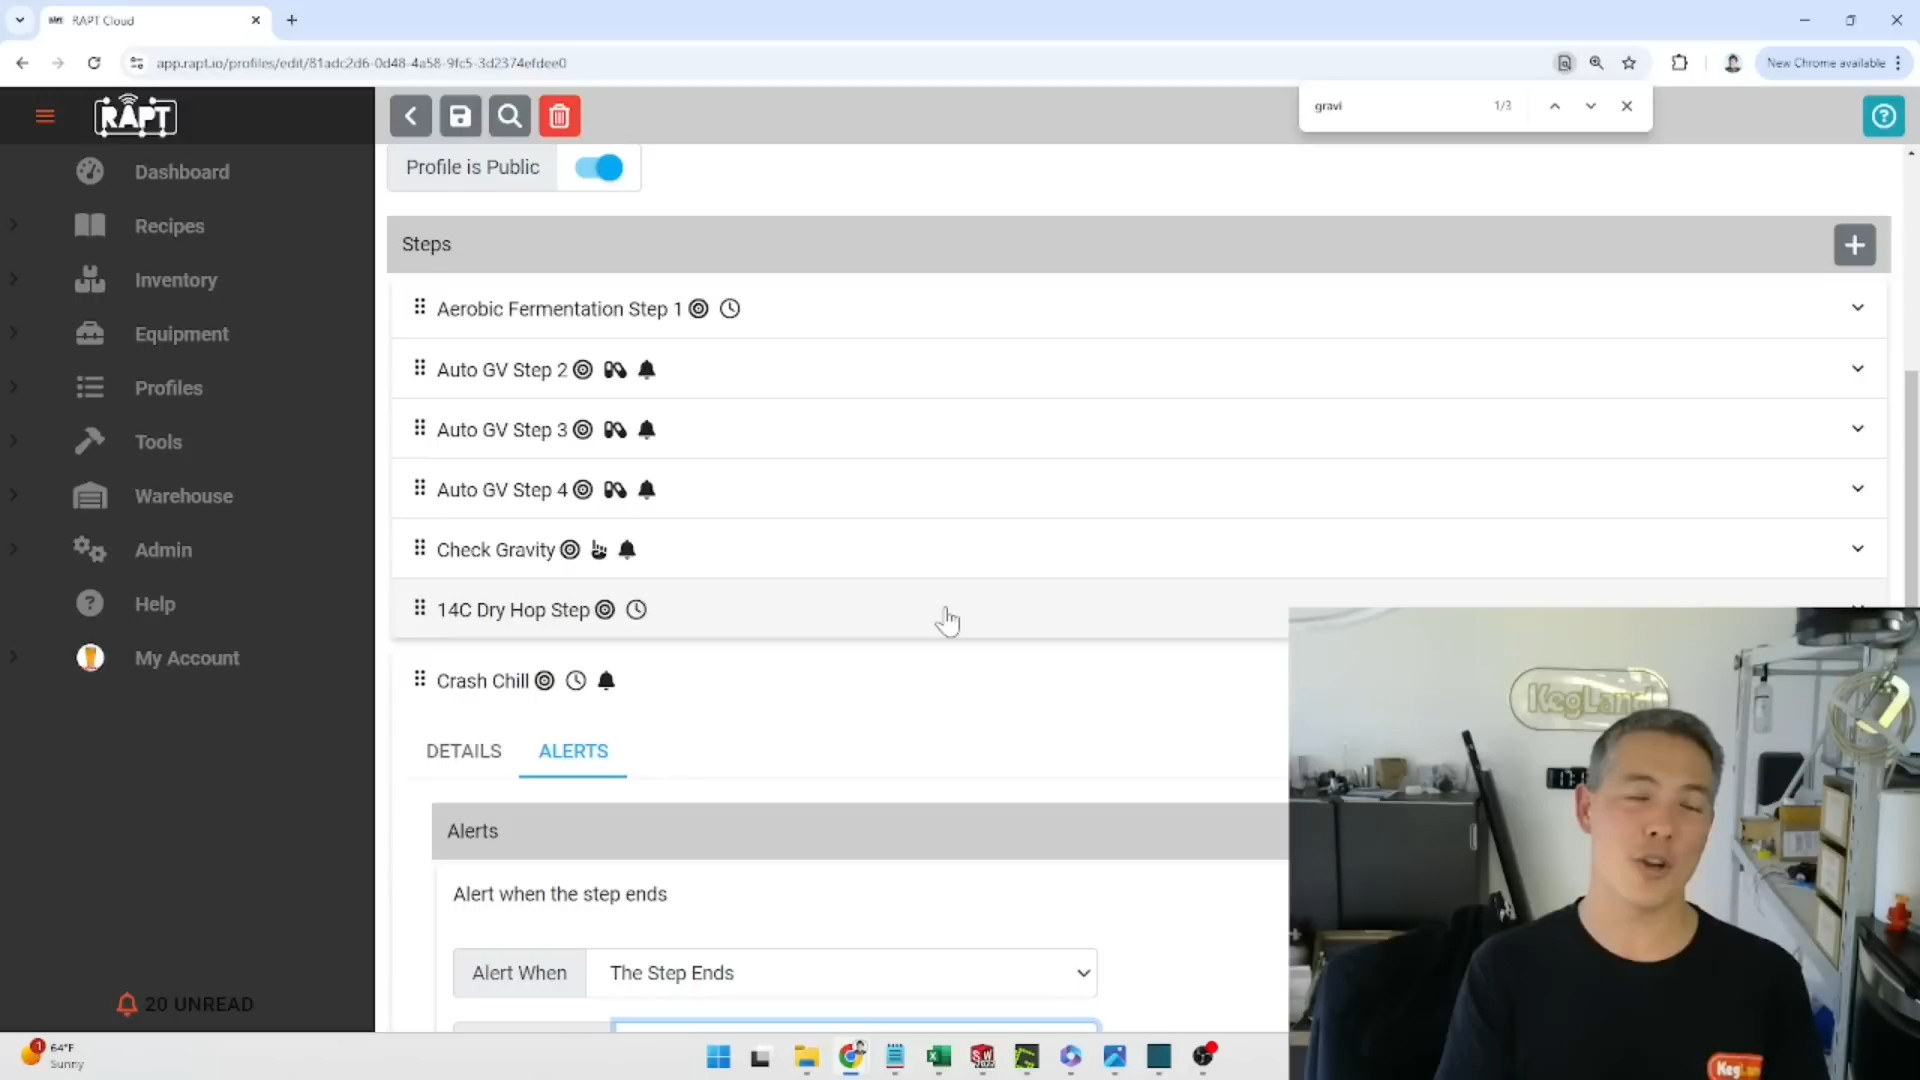 RAPT Cloud
app.rapt.io/profiles/edit/81adc2d6-0d48-4a58-9fc5-3d2374efdee0
New Chrome available
gravi
1/3
RAPT
Profile is Public
Dashboard
Recipes
Inventory
Equipment
Profiles
Tools
Warehouse
Admin
Help
My Account
20 UNREAD
Steps
Aerobic Fermentation Step 1
Auto GV Step 2
Auto GV Step 3
Auto GV Step 4
Check Gravity
14C Dry Hop Step
Crash Chill
DETAILS
ALERTS
Alerts
Alert when the step ends
Alert When
The Step Ends
KegLand
1
64°F
Sunny